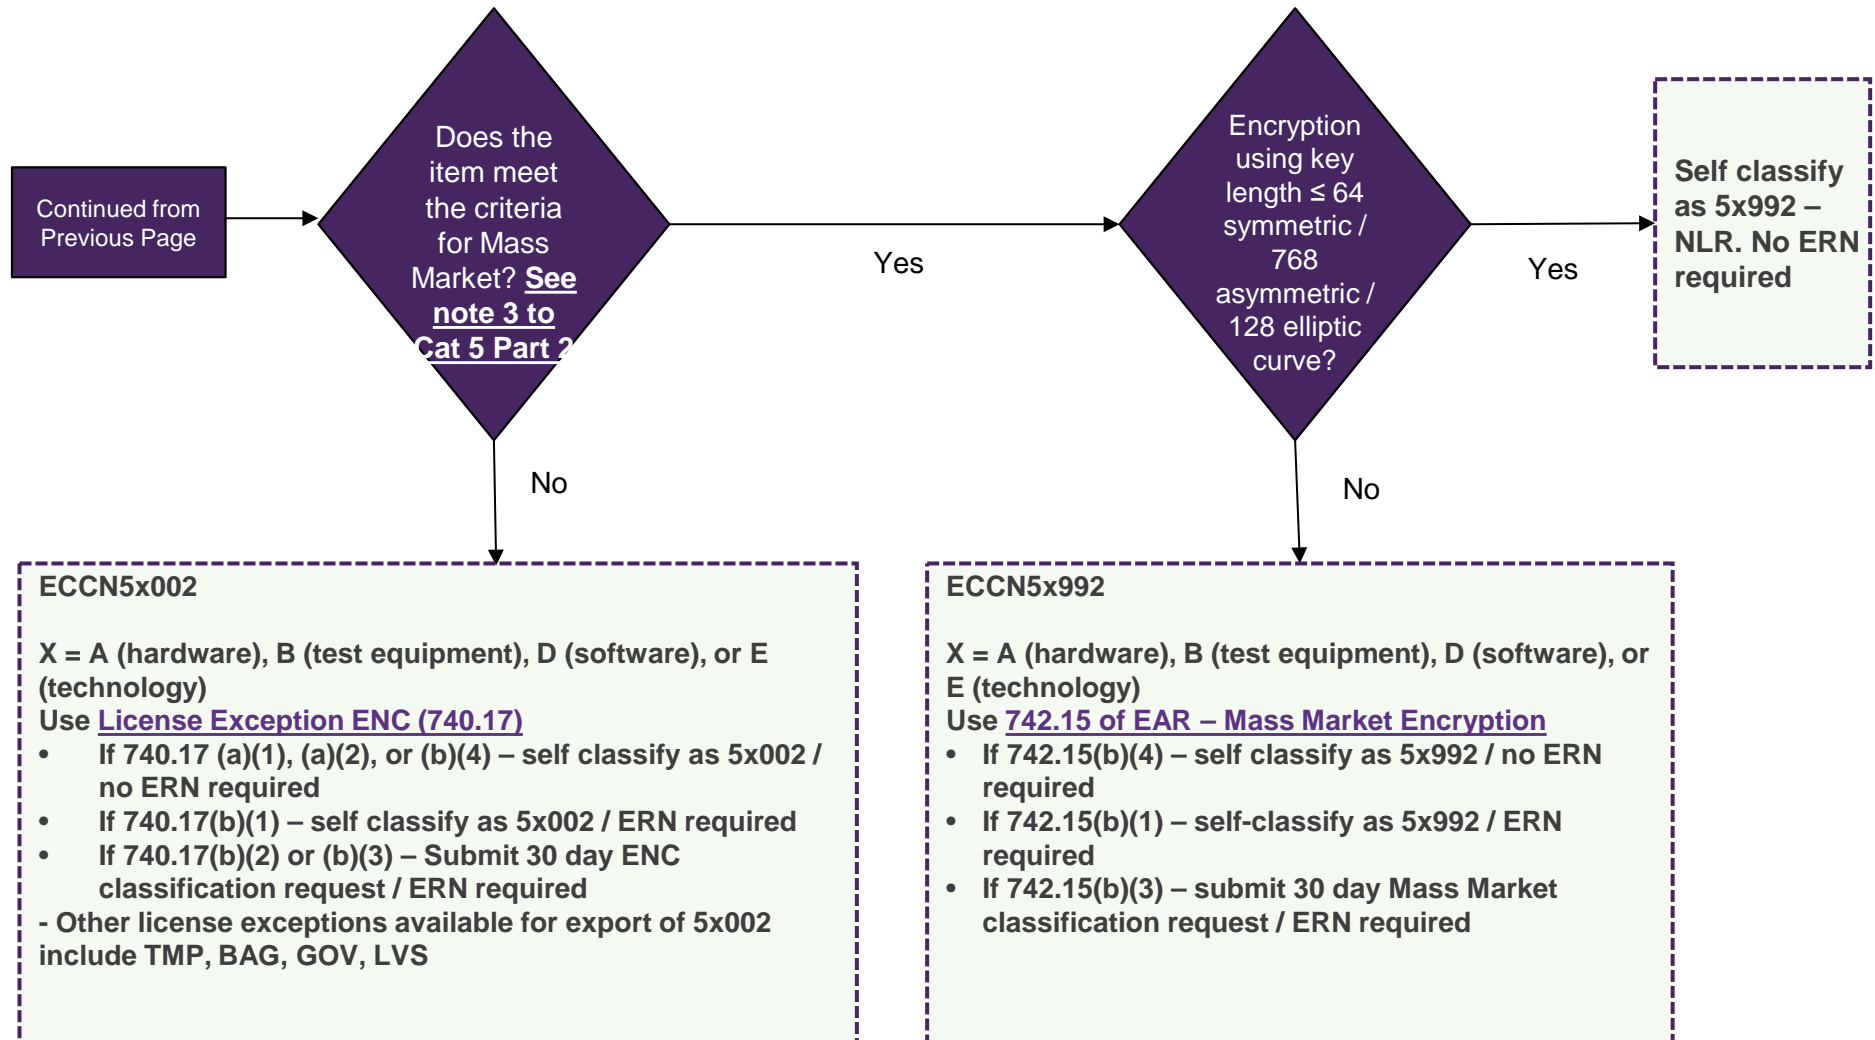 Continued from
Previous Page
Does the
item meet
the criteria
for Mass
Market? See
note 3 to
Cat 5 Part 2
Yes
No
Encryption
using key
length ≤ 64
symmetric /
768
asymmetric /
128 elliptic
curve?
Yes
No
Self classify
as 5x992 –
NLR. No ERN
required
ECCN5x002
X = A (hardware), B (test equipment), D (software), or E
(technology)
Use License Exception ENC (740.17)
• If 740.17 (a)(1), (a)(2), or (b)(4) – self classify as 5x002 /
no ERN required
• If 740.17(b)(1) – self classify as 5x002 / ERN required
• If 740.17(b)(2) or (b)(3) – Submit 30 day ENC
classification request / ERN required
- Other license exceptions available for export of 5x002
include TMP, BAG, GOV, LVS
ECCN5x992
X = A (hardware), B (test equipment), D (software), or
E (technology)
Use 742.15 of EAR – Mass Market Encryption
• If 742.15(b)(4) – self classify as 5x992 / no ERN
required
• If 742.15(b)(1) – self-classify as 5x992 / ERN
required
• If 742.15(b)(3) – submit 30 day Mass Market
classification request / ERN required